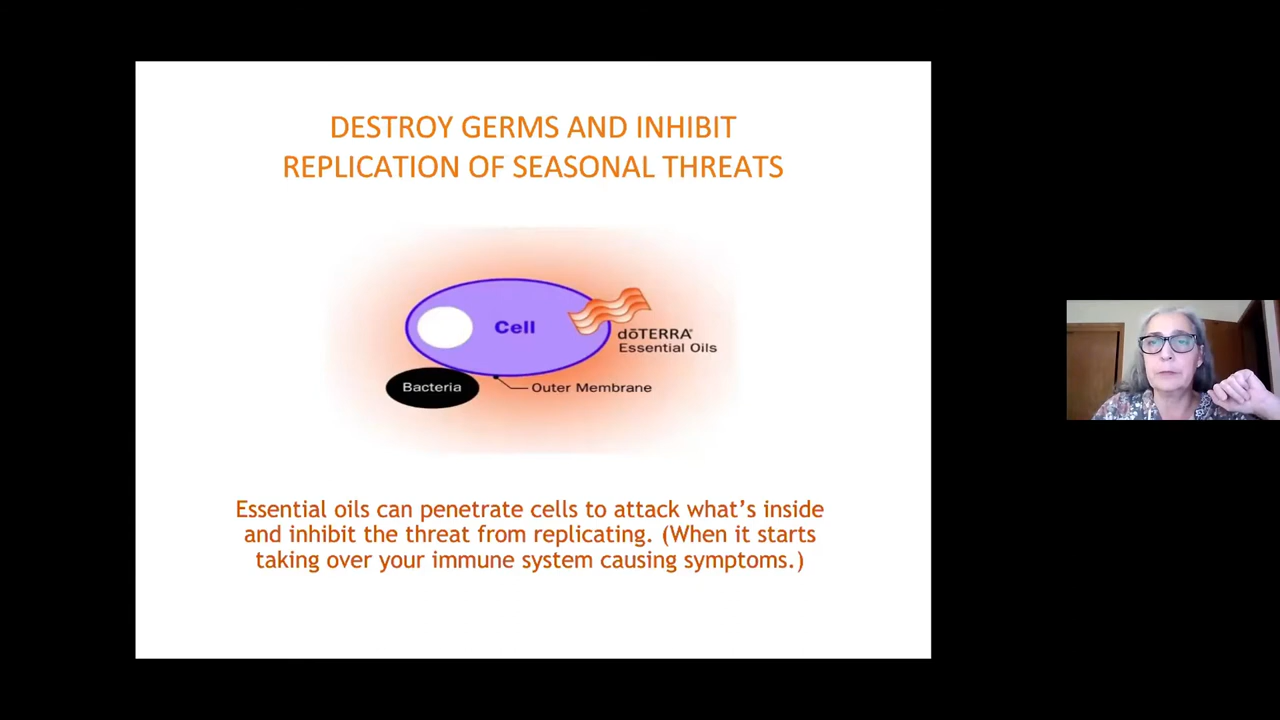 DESTROY GERMS AND INHIBIT
REPLICATION OF SEASONAL THREATS
Cell
dōTERRA®
Essential Oils
Bacteria
Outer Membrane
Essential oils can penetrate cells to attack what's inside
and inhibit the threat from replicating. (When it starts
taking over your immune system causing symptoms.)